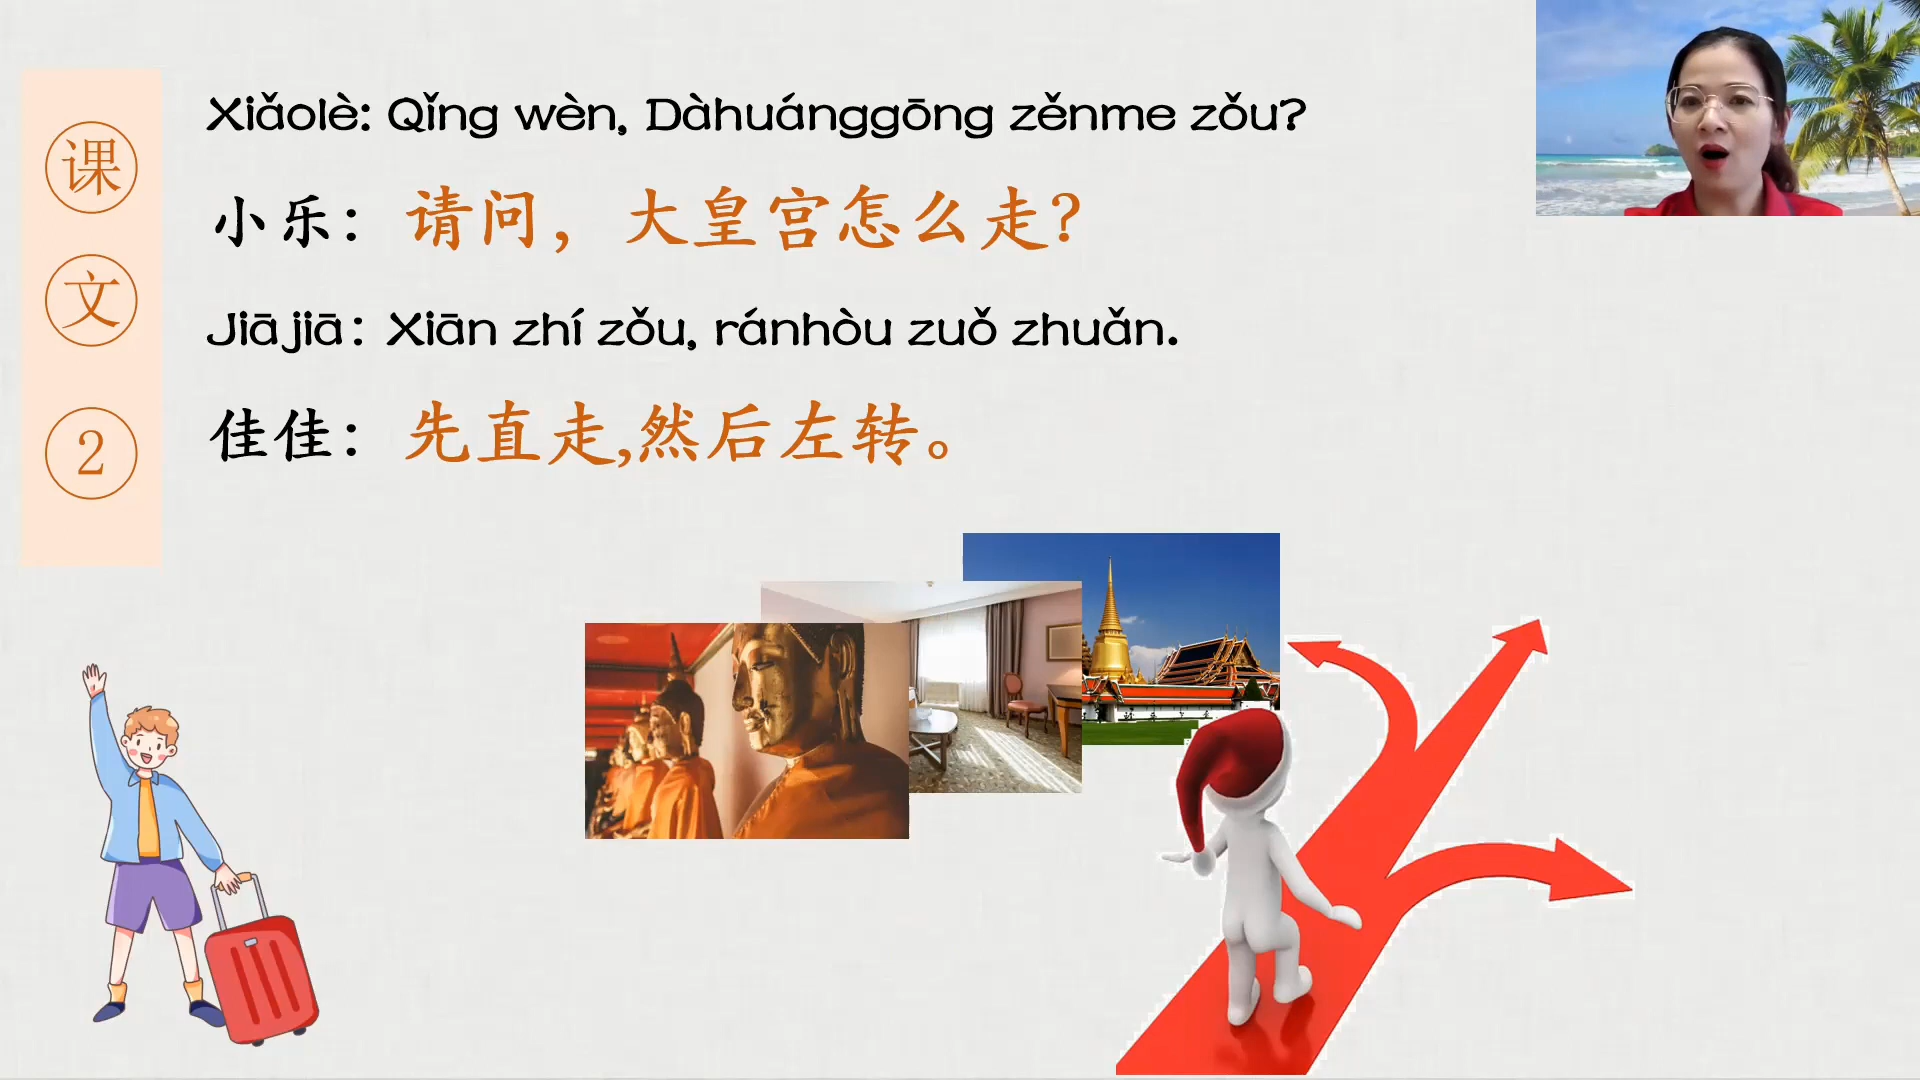 课
文
2
Xiǎolè: Qǐng wèn, Dàhuánggōng zěnme zǒu?
小乐：请问，大皇宫怎么走？
Jiājiā: Xiān zhí zǒu, ránhòu zuǒ zhuǎn.
佳佳：先直走,然后左转。